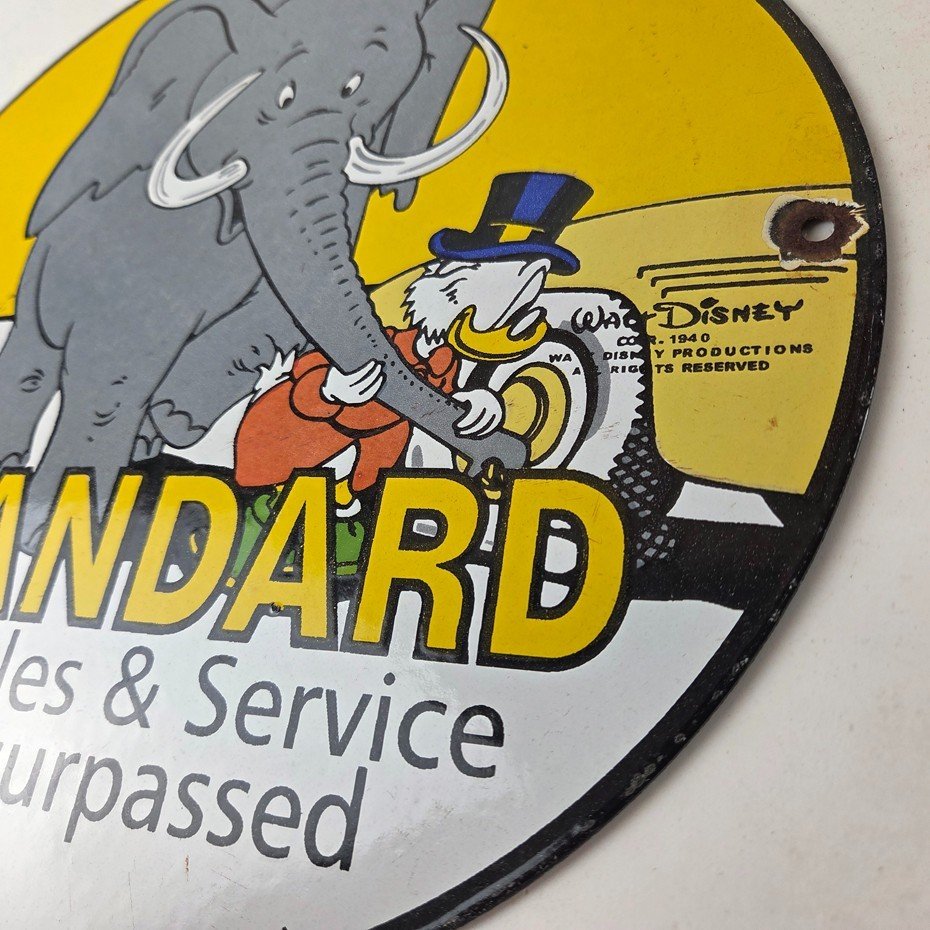 Walt Disney
COPR. 1940
WALT DISNEY PRODUCTIONS
ALL RIGHTS RESERVED
ANDARD
les & Service
urpassed